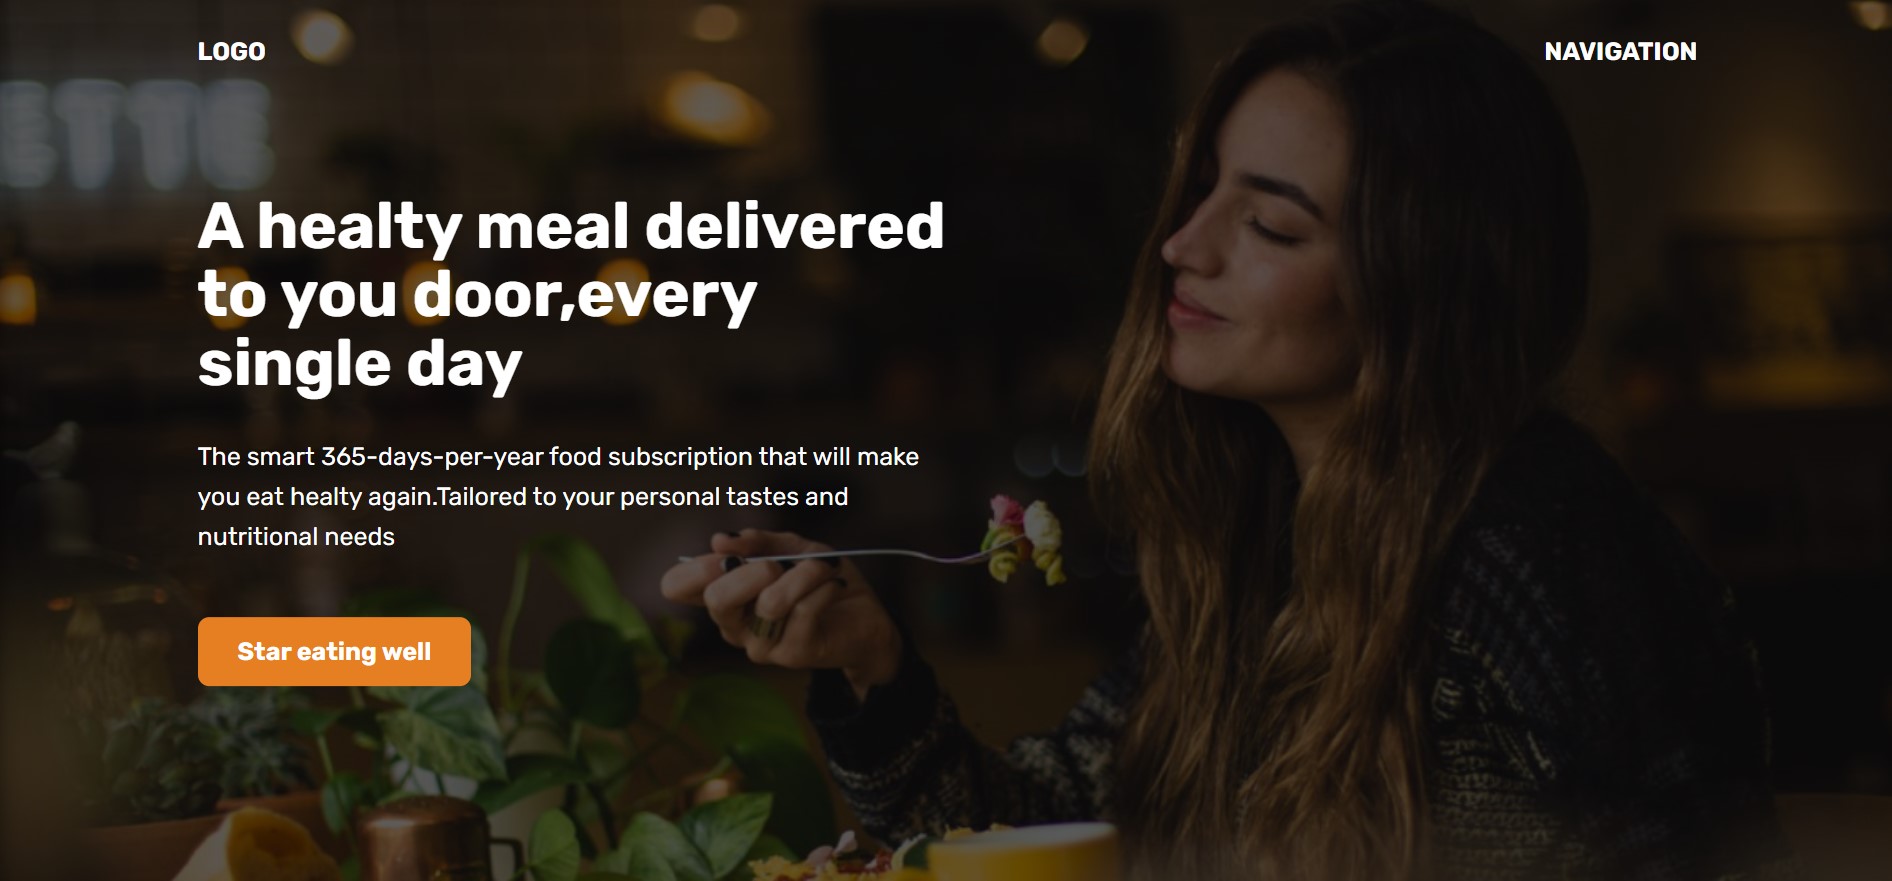 LOGO
NAVIGATION
ETTE
A healty meal delivered
to you door,every
single day
The smart 365-days-per-year food subscription that will make
you eat healty again.Tailored to your personal tastes and
nutritional needs
Star eating well